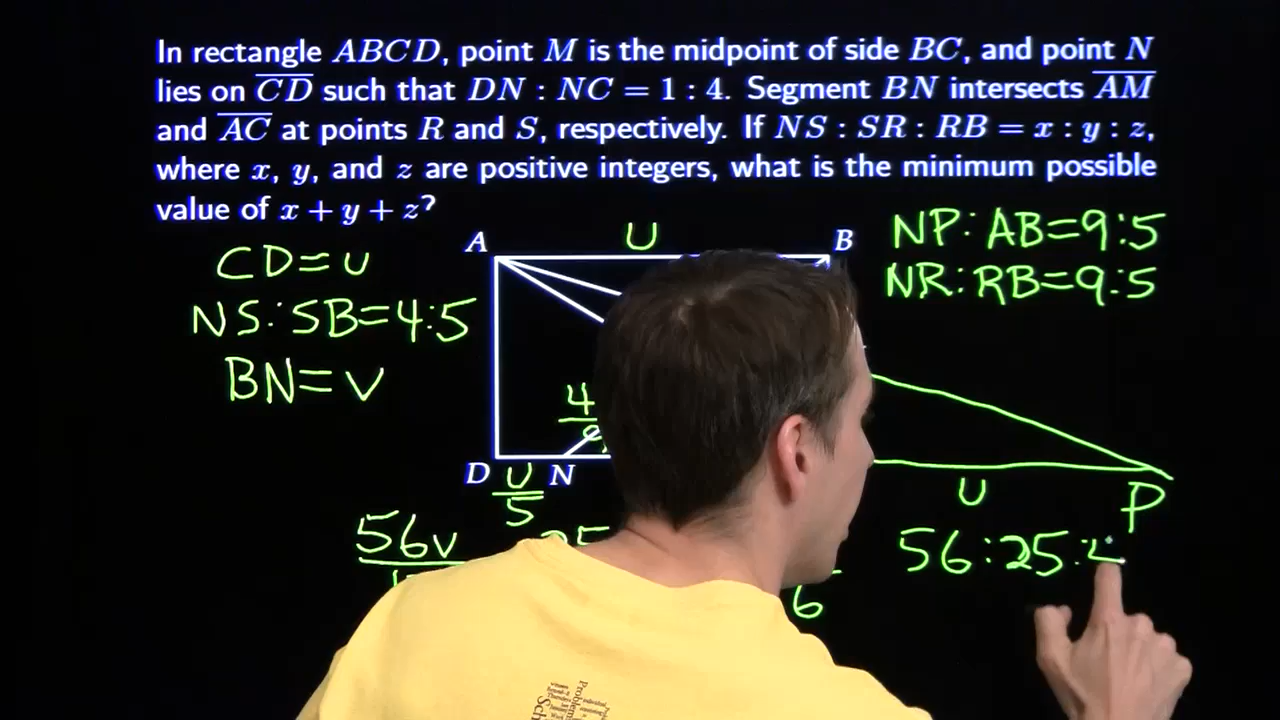 In rectangle ABCD, point M is the midpoint of side BC, and point N
lies on CD such that DN : NC = 1 : 4. Segment BN intersects AM
and AC at points R and S, respectively. If NS : SR : RB = x : y : z,
where x, y, and z are positive integers, what is the minimum possible
value of x + y + z?
NP: AB=9:5
NR: RB=9:5
CD=U
NS:SB=4:5
BN=V
A
U
B
4
D
N
U
5
U
P
56V
25
6
56:25: